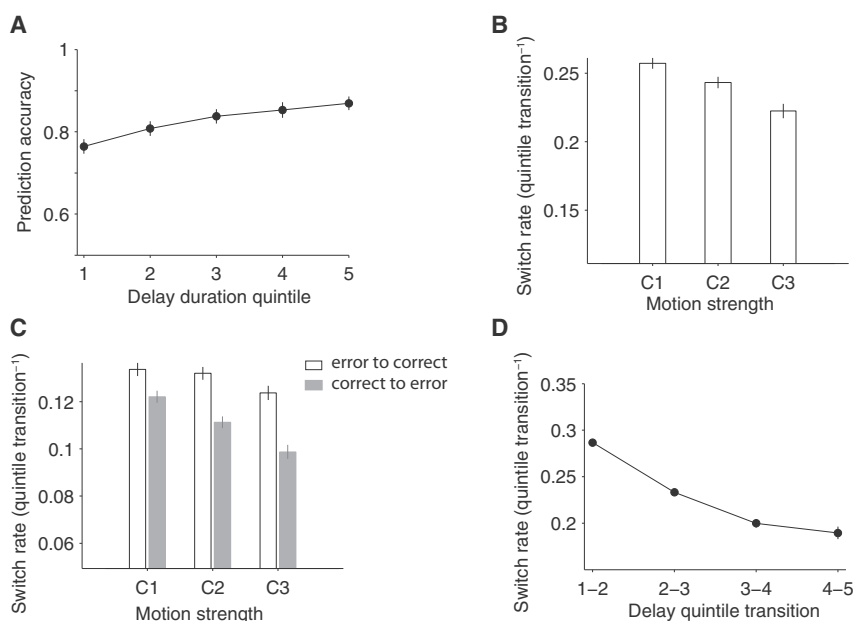 A
Prediction accuracy
1
0.8
0.6
1 2 3 4 5
Delay duration quintile
B
Switch rate (quintile transition⁻¹)
0.25
0.2
0.15
C1 C2 C3
Motion strength
C
Switch rate (quintile transition⁻¹)
0.12
0.1
0.08
0.06
error to correct
correct to error
C1 C2 C3
Motion strength
D
Switch rate (quintile transition⁻¹)
0.35
0.3
0.25
0.2
1–2 2–3 3–4 4–5
Delay quintile transition